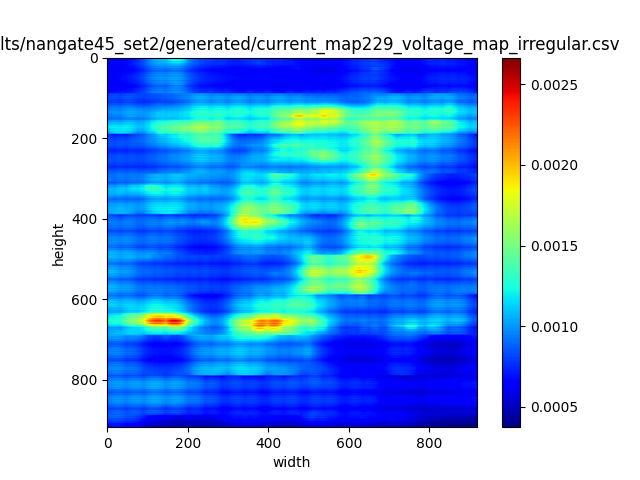 lts/nangate45_set2/generated/current_map229_voltage_map_irregular.csv
0
200
400
600
800
height
0 200 400 600 800
width
0.0025
0.0020
0.0015
0.0010
0.0005